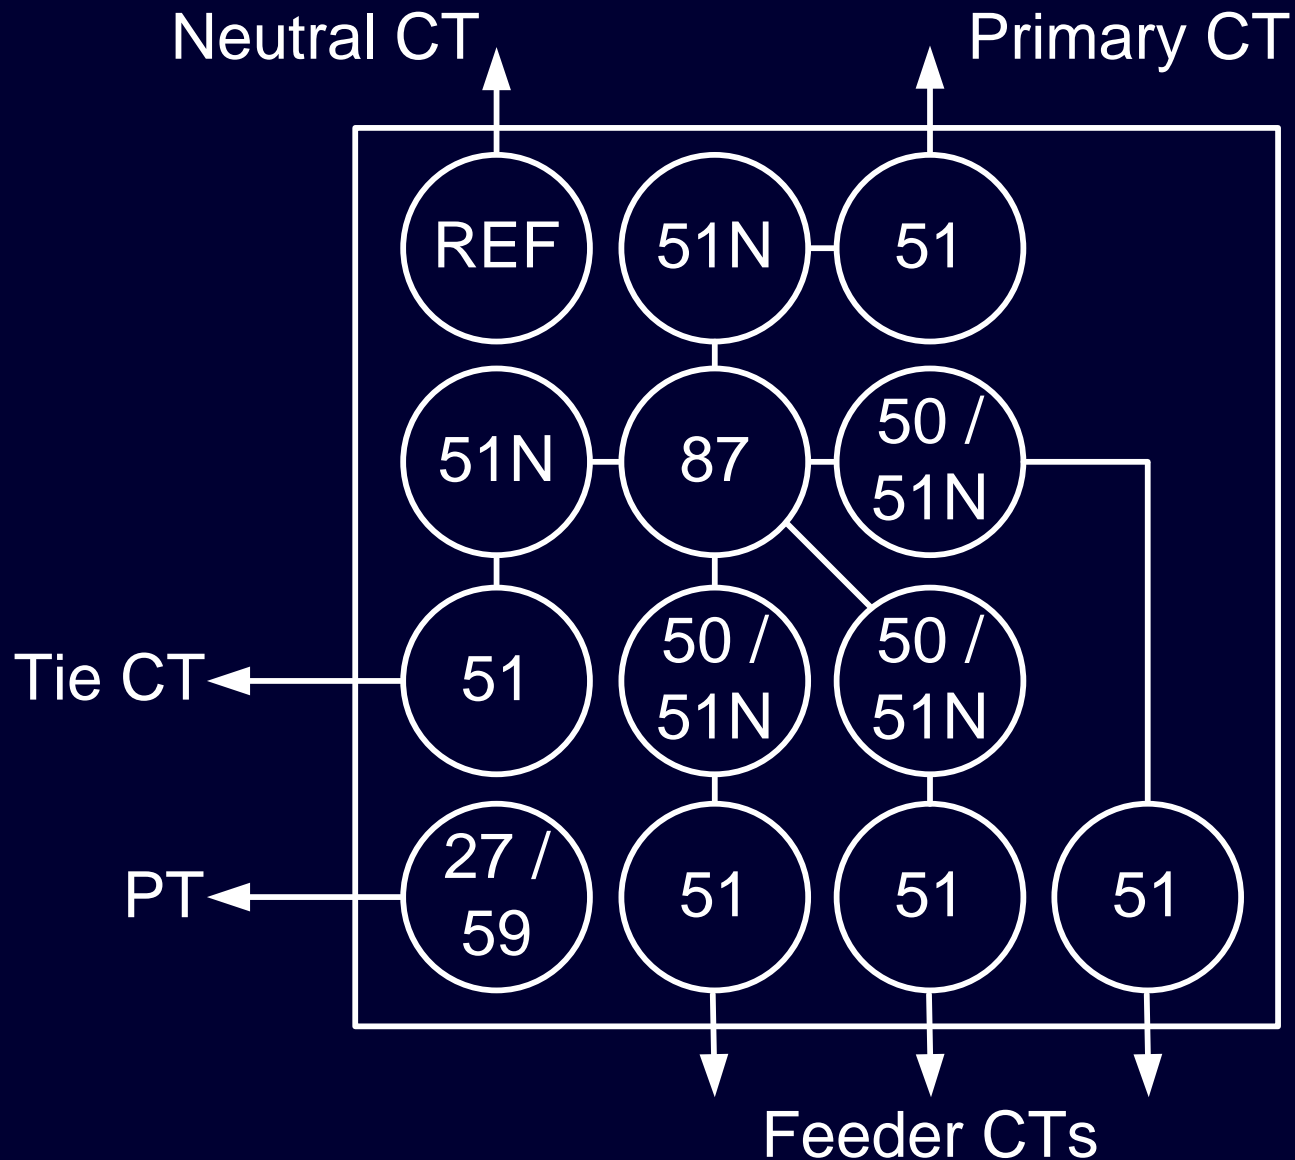 Neutral CT
Primary CT
REF
51N
51
51N
87
50 /
51N
Tie CT
51
50 /
51N
50 /
51N
PT
27 /
59
51
51
51
Feeder CTs